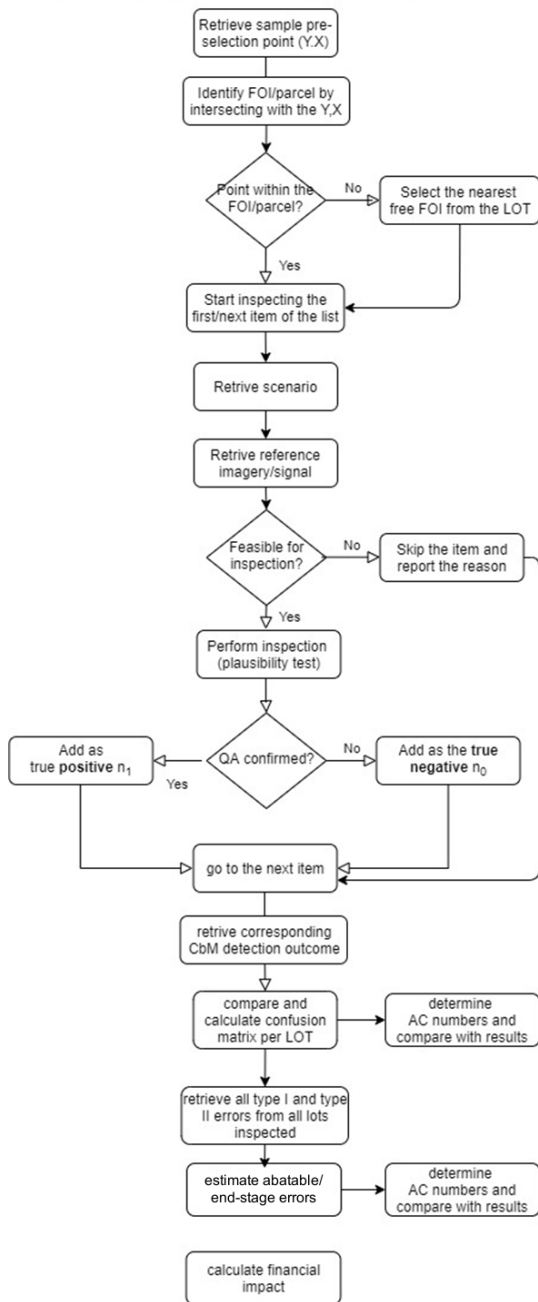 Retrieve sample pre-
selection point (Y.X)
Identify FOI/parcel by
intersecting with the Y,X
Point within the
FOI/parcel?
No
Select the nearest
free FOI from the LOT
Yes
Start inspecting the
first/next item of the list
Retrive scenario
Retrive reference
imagery/signal
Feasible for
inspection?
No
Skip the item and
report the reason
Yes
Perform inspection
(plausibility test)
Add as
true positive n1
Yes
QA confirmed?
No
Add as the true
negative n0
go to the next item
retrive corresponding
CbM detection outcome
compare and
calculate confusion
matrix per LOT
determine
AC numbers and
compare with results
retrieve all type I and type
II errors from all lots
inspected
estimate abatable/
end-stage errors
determine
AC numbers and
compare with results
calculate financial
impact